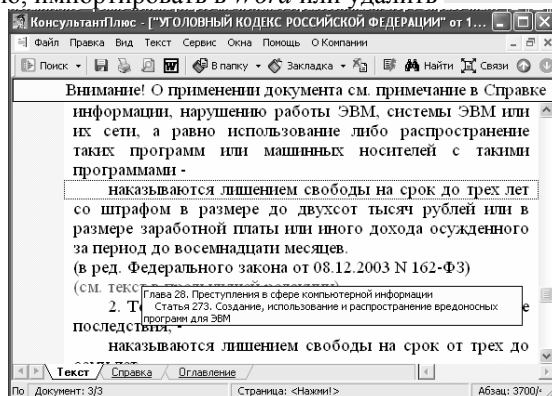 импортировать в Word или удалить
КонсультантПлюс - ["УГОЛОВНЫЙ КОДЕКС РОССИЙСКОЙ ФЕДЕРАЦИИ" от 1...
Файл Правка Вид Текст Сервис Окна Помощь О Компании
Поиск В папку Закладка Найти Связи
Внимание! О применении документа см. примечание в Справке
информации, нарушению работы ЭВМ, системы ЭВМ или
их сети, а равно использование либо распространение
таких программ или машинных носителей с такими
программами -
наказываются лишением свободы на срок до трех лет
со штрафом в размере до двухсот тысяч рублей или в
размере заработной платы или иного дохода осужденного
за период до восемнадцати месяцев.
(в ред. Федерального закона от 08.12.2003 N 162-ФЗ)
(см. текст в предыдущей редакции)
Глава 28. Преступления в сфере компьютерной информации
Статья 273. Создание, использование и распространение вредоносных
программ для ЭВМ
2. Т е
последствия, -
наказываются лишением свободы на срок от трех до
Текст Справка Оглавление
По Документ: 3/3 Страница: <Нажми!> Абзац: 3700/